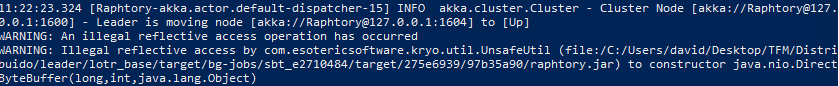 11:22:23.324 [Raphtory-akka.actor.default-dispatcher-15] INFO  akka.cluster.Cluster - Cluster Node [akka://Raphtory@127.
0.0.1:1600] - Leader is moving node [akka://Raphtory@127.0.0.1:1604] to [Up]
WARNING: An illegal reflective access operation has occurred
WARNING: Illegal reflective access by com.esotericsoftware.kryo.util.UnsafeUtil (file:/C:/Users/david/Desktop/TFM/Distri
buido/leader/lotr_base/target/bg-jobs/sbt_e2710484/target/275e6939/97b35a90/raphtory.jar) to constructor java.nio.Direct
ByteBuffer(long,int,java.lang.Object)